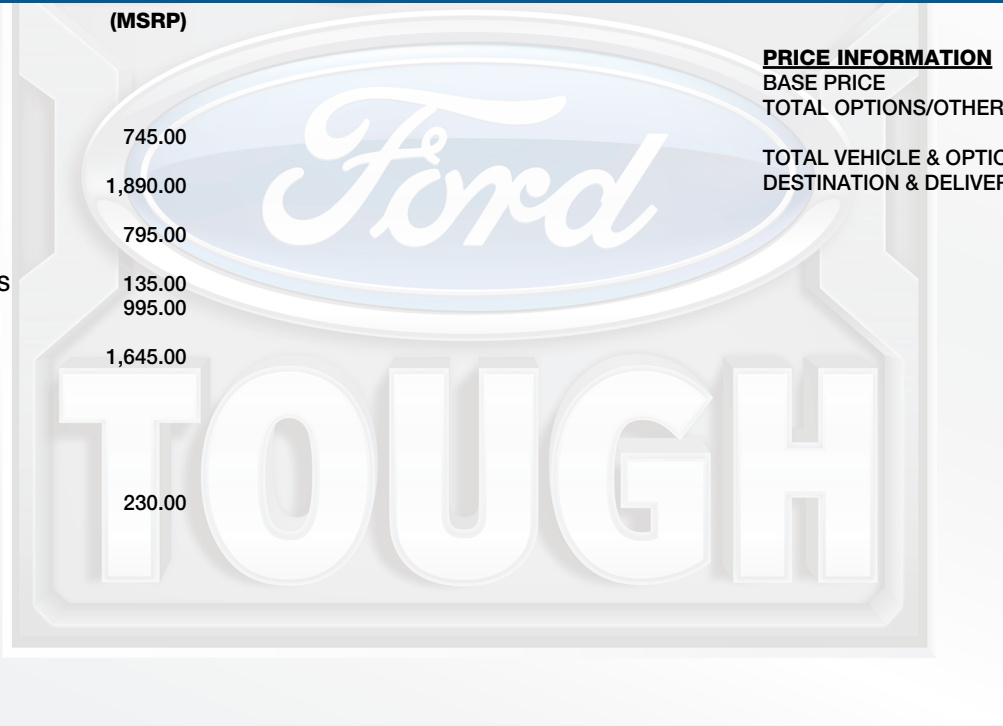 (MSRP)
745.00
1,890.00
795.00
S 135.00
995.00
1,645.00
230.00
PRICE INFORMATION
BASE PRICE
TOTAL OPTIONS/OTHER
TOTAL VEHICLE & OPTIO
DESTINATION & DELIVER
Ford
TOUGH